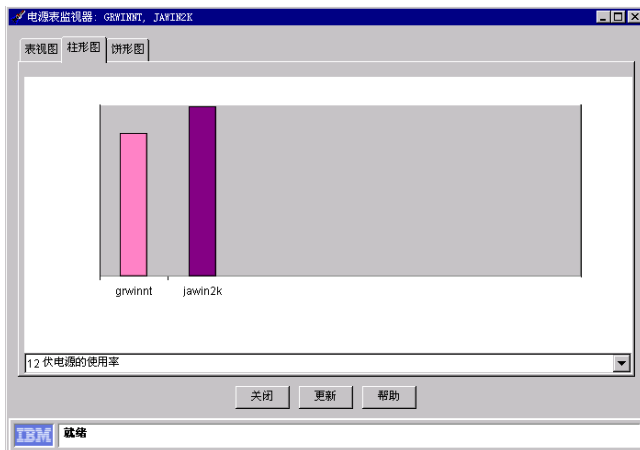 电源表监视器: GRWINNT, JAWIN2K
表视图 柱形图 饼形图
grwinnt jawin2k
12 伏电源的使用率
关闭 更新 帮助
IBM 就绪